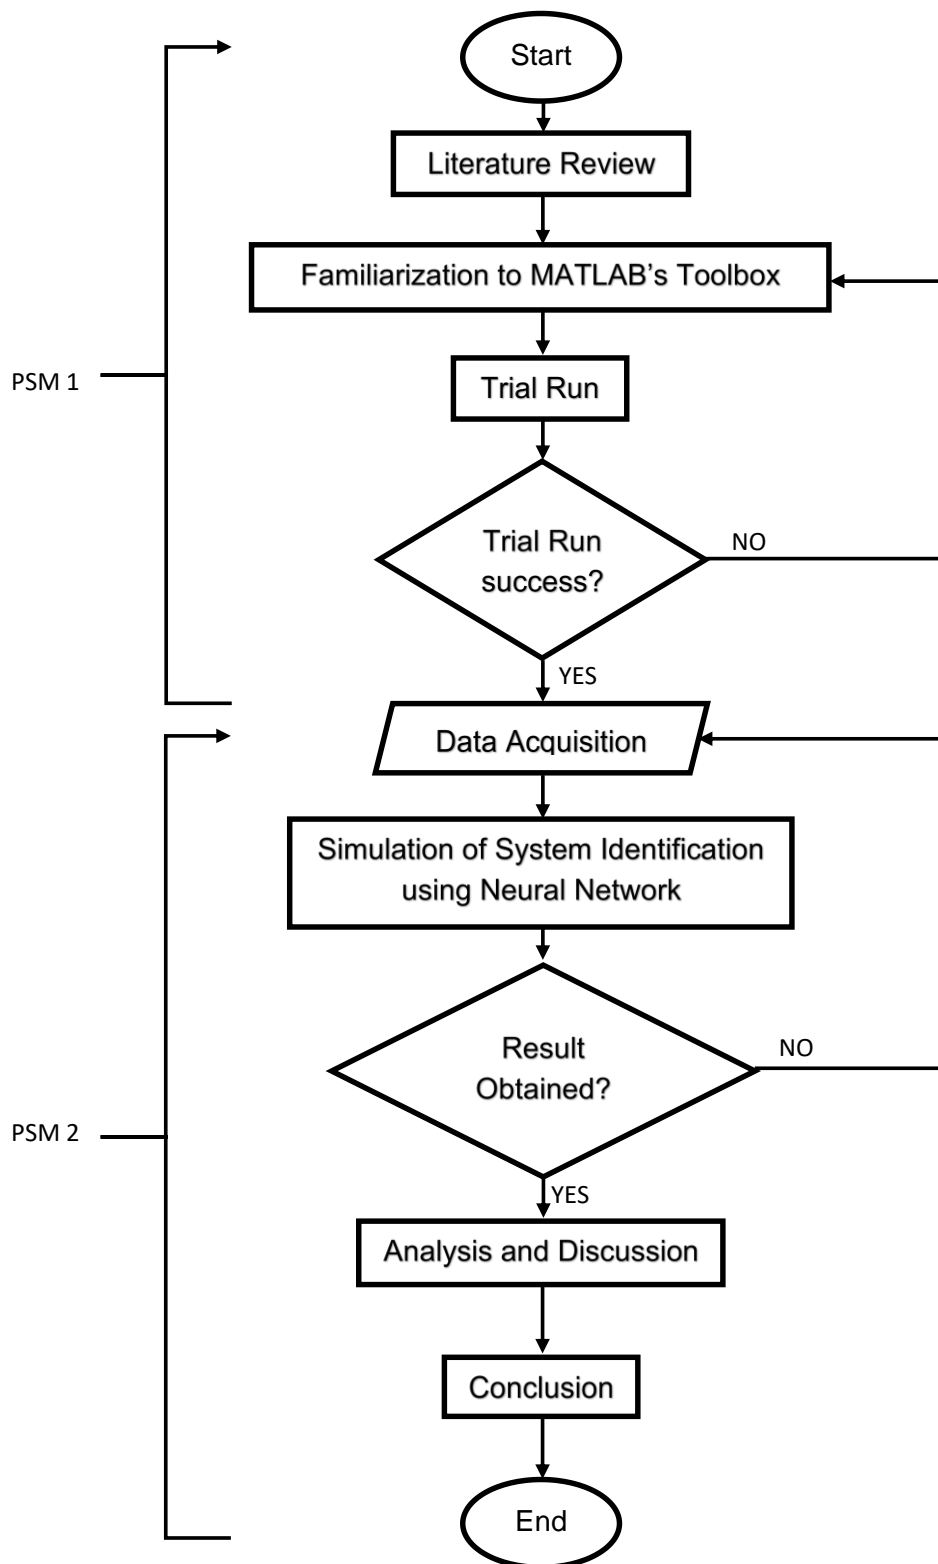 Start
Literature Review
Familiarization to MATLAB's Toolbox
PSM 1
Trial Run
Trial Run
success?
NO
YES
Data Acquisition
Simulation of System Identification
using Neural Network
Result
Obtained?
NO
PSM 2
YES
Analysis and Discussion
Conclusion
End